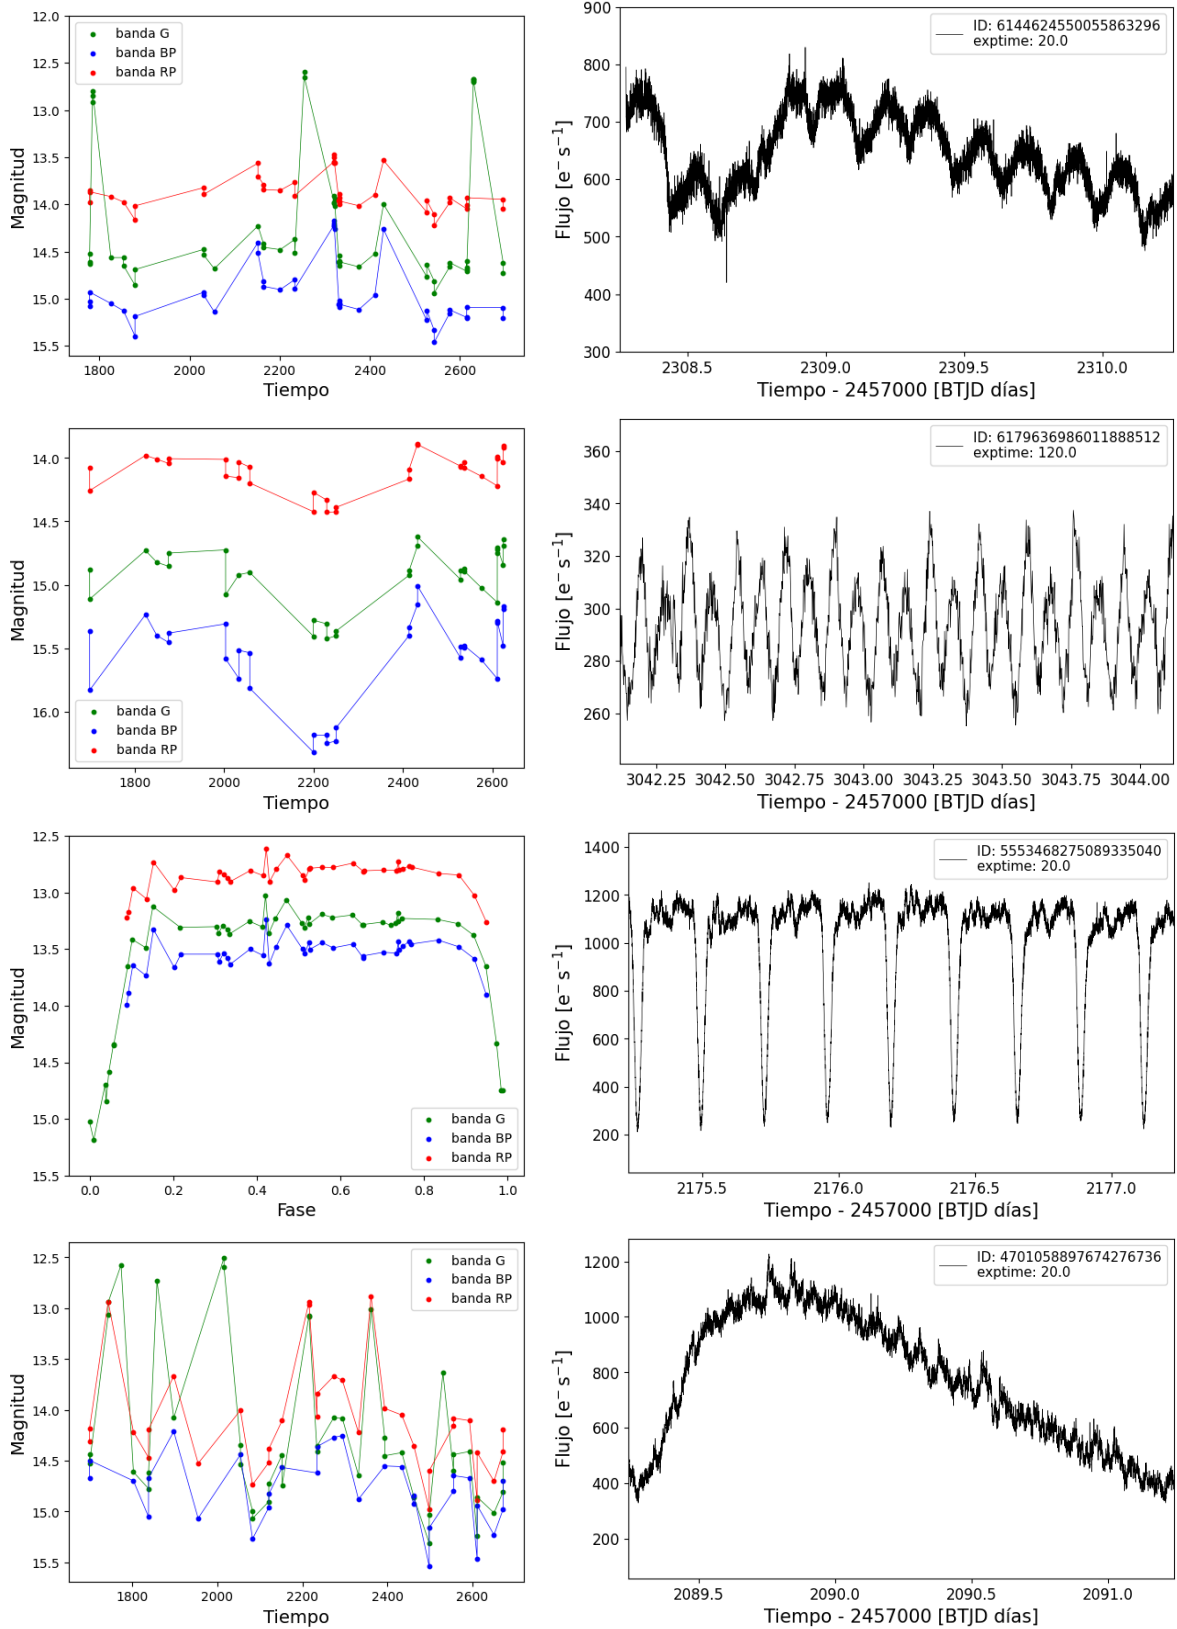 banda G
banda BP
banda RP
12.0
12.5
13.0
13.5
14.0
14.5
15.0
15.5
Magnitud
1800 2000 2200 2400 2600
Tiempo
ID: 6144624550055863296
exptime: 20.0
900
800
700
600
500
400
300
Flujo [e⁻ s⁻¹]
2308.5 2309.0 2309.5 2310.0
Tiempo - 2457000 [BTJD días]
14.0
14.5
15.0
15.5
16.0
Magnitud
banda G
banda BP
banda RP
1800 2000 2200 2400 2600
Tiempo
ID: 6179636986011888512
exptime: 120.0
360
340
320
300
280
260
Flujo [e⁻ s⁻¹]
3042.25 3042.50 3042.75 3043.00 3043.25 3043.50 3043.75 3044.00
Tiempo - 2457000 [BTJD días]
12.5
13.0
13.5
14.0
14.5
15.0
15.5
Magnitud
banda G
banda BP
banda RP
0.0 0.2 0.4 0.6 0.8 1.0
Fase
ID: 5553468275089335040
exptime: 20.0
1400
1200
1000
800
600
400
200
Flujo [e⁻ s⁻¹]
2175.5 2176.0 2176.5 2177.0
Tiempo - 2457000 [BTJD días]
banda G
banda BP
banda RP
12.5
13.0
13.5
14.0
14.5
15.0
15.5
Magnitud
1800 2000 2200 2400 2600
Tiempo
ID: 4701058897674276736
exptime: 20.0
1200
1000
800
600
400
200
Flujo [e⁻ s⁻¹]
2089.5 2090.0 2090.5 2091.0
Tiempo - 2457000 [BTJD días]